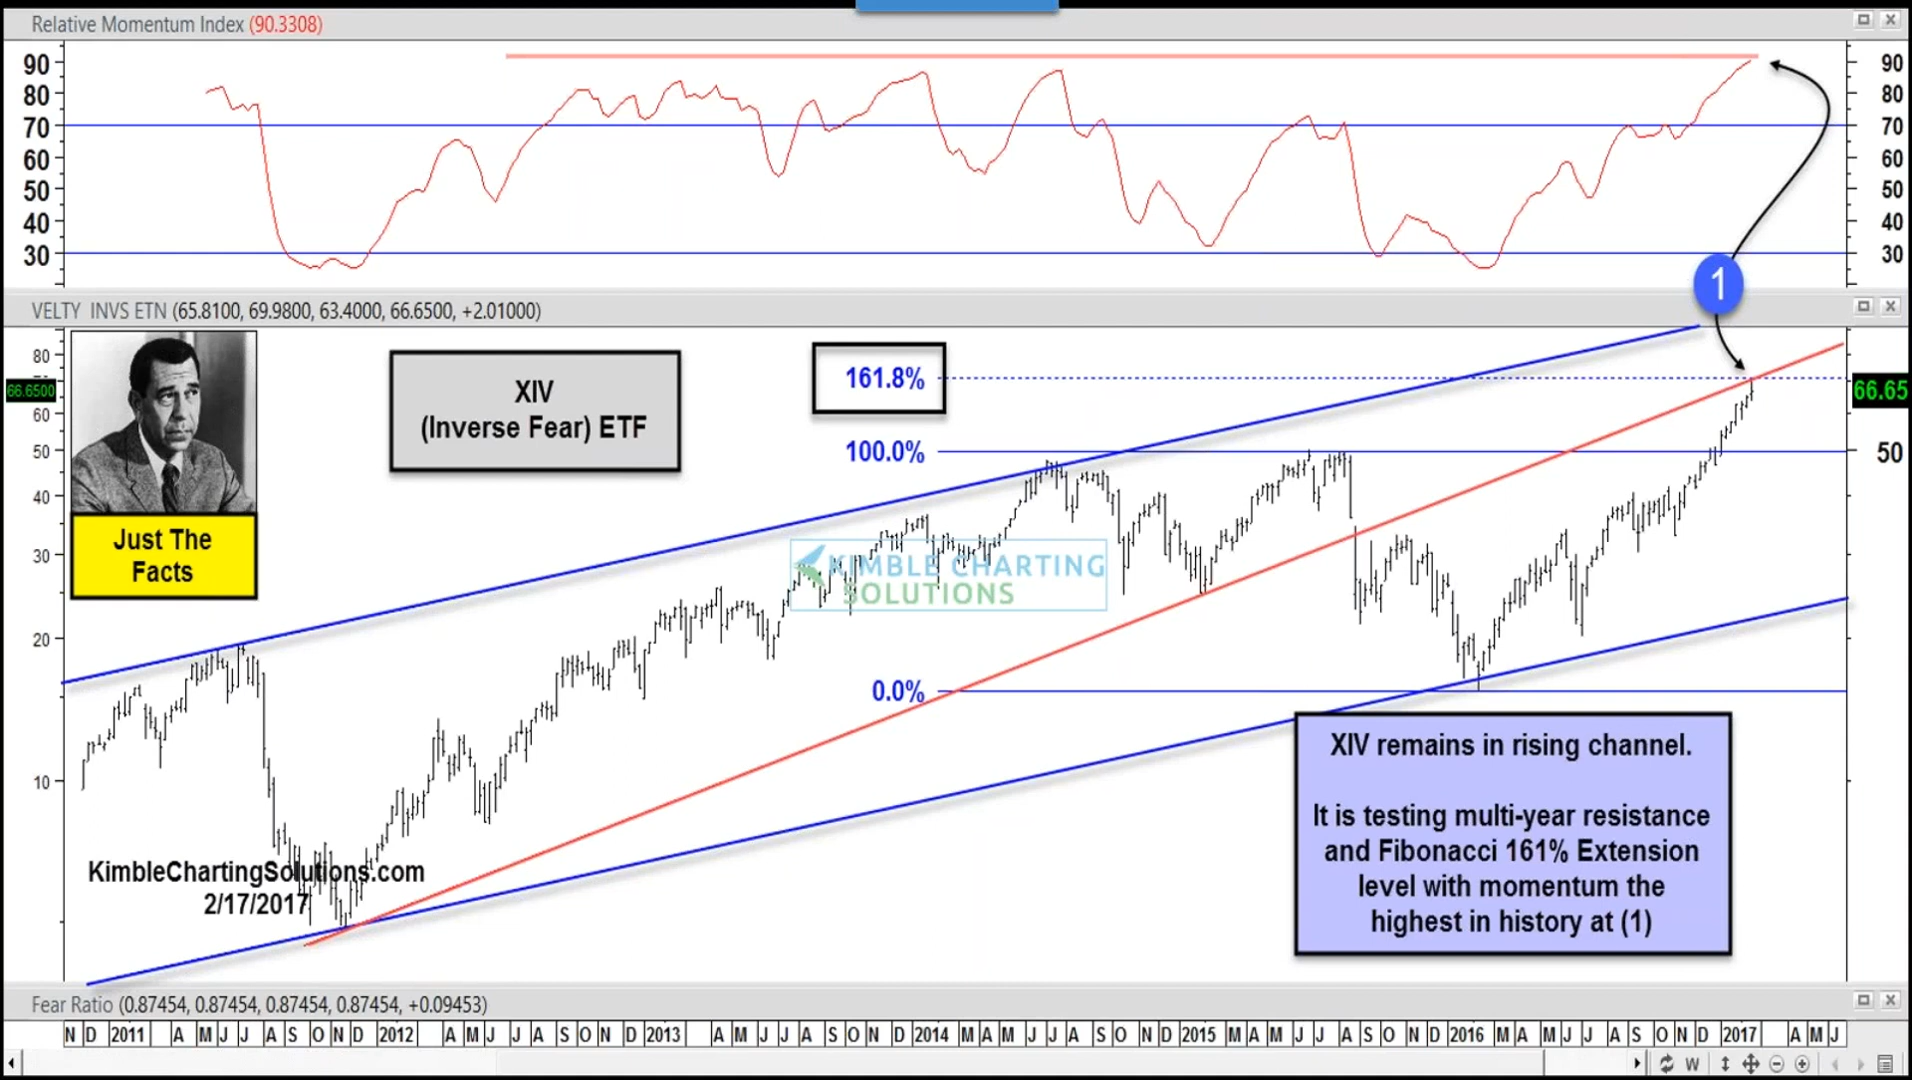 Relative Momentum Index (90.3308)
90 90
80 80
70 70
60 60
50 50
40 40
30 30
1
VELTY INVS ETN (65.8100, 69.9800, 63.4000, 66.6500, +2.01000)
80
66.6500 66.65
60
50 50
40
30
20
10
XIV
(Inverse Fear) ETF
161.8%
100.0%
0.0%
Just The
Facts
KIMBLE CHARTING
SOLUTIONS
KimbleChartingSolutions.com
2/17/2017
XIV remains in rising channel.
It is testing multi-year resistance
and Fibonacci 161% Extension
level with momentum the
highest in history at (1)
Fear Ratio (0.87454, 0.87454, 0.87454, 0.87454, +0.09453)
N D 2011 A M J J A S O N D 2012 A M J J A S O N D 2013 A M J J A S O N D 2014 M A M J J A S O N D 2015 M A M J J A S O N D 2016 M A M J J A S O N D 2017 A M J
W